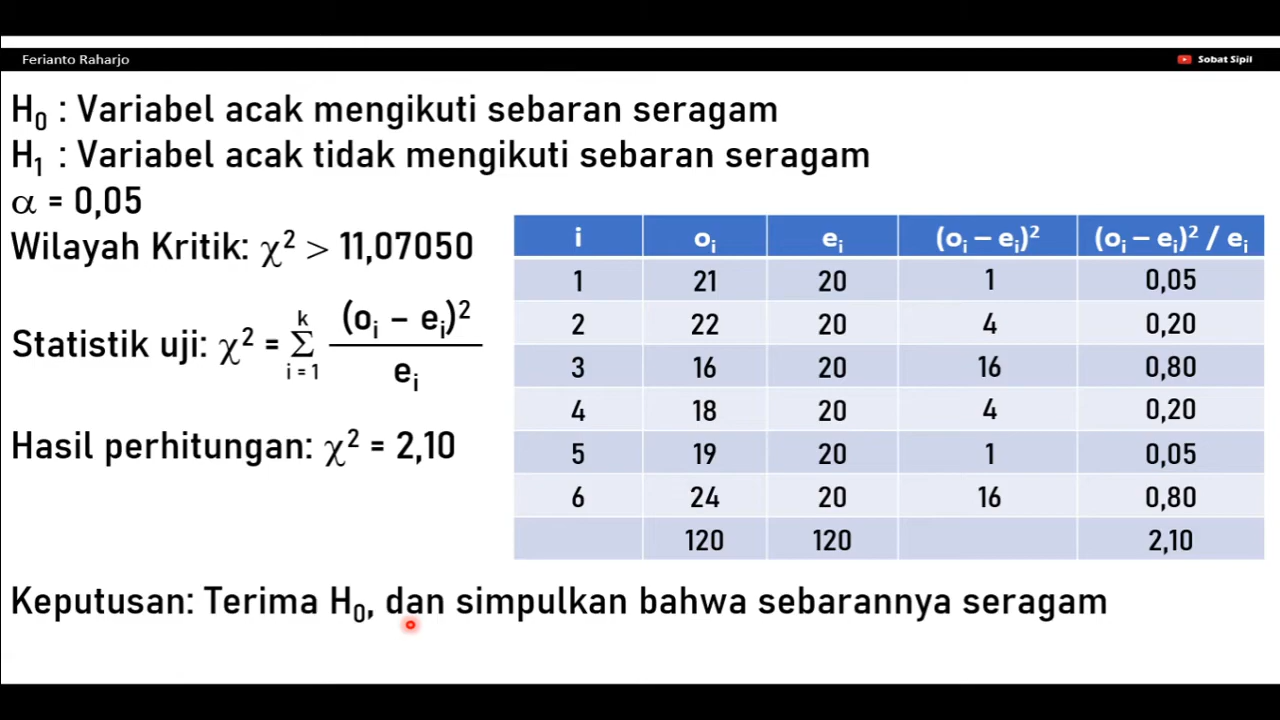 Ferianto Raharjo
Sobat Sipil
H₀ : Variabel acak mengikuti sebaran seragam
H₁ : Variabel acak tidak mengikuti sebaran seragam
α = 0,05
Wilayah Kritik: χ² > 11,07050
Statistik uji: χ² = Σ (oᵢ – eᵢ)² / eᵢ
k
i = 1
Hasil perhitungan: χ² = 2,10
i oᵢ eᵢ (oᵢ – eᵢ)² (oᵢ – eᵢ)² / eᵢ
1 21 20 1 0,05
2 22 20 4 0,20
3 16 20 16 0,80
4 18 20 4 0,20
5 19 20 1 0,05
6 24 20 16 0,80
120 120 2,10
Keputusan: Terima H₀, dan simpulkan bahwa sebarannya seragam